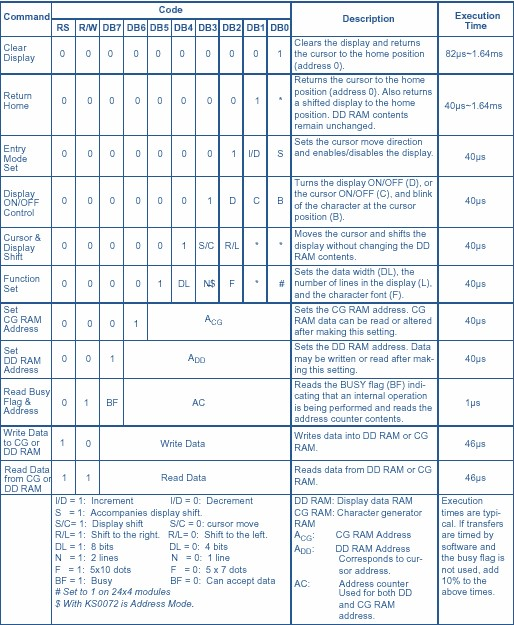 Command Code Description Execution Time
RS R/W DB7 DB6 DB5 DB4 DB3 DB2 DB1 DB0
Clear Display 0 0 0 0 0 0 0 0 0 1 Clears the display and returns the cursor to the home position (address 0). 82µs~1.64ms
Return Home 0 0 0 0 0 0 0 0 1 * Returns the cursor to the home position (address 0). Also returns a shifted display to the home position. DD RAM contents remain unchanged. 40µs~1.64ms
Entry Mode Set 0 0 0 0 0 0 0 1 I/D S Sets the cursor move direction and enables/disables the display. 40µs
Display ON/OFF Control 0 0 0 0 0 0 1 D C B Turns the display ON/OFF (D), or the cursor ON/OFF (C), and blink of the character at the cursor position (B). 40µs
Cursor & Display Shift 0 0 0 0 0 1 S/C R/L * * Moves the cursor and shifts the display without changing the DD RAM contents. 40µs
Function Set 0 0 0 0 1 DL N$ F * # Sets the data width (DL), the number of lines in the display (L), and the character font (F). 40µs
Set CG RAM Address 0 0 0 1 ACG Sets the CG RAM address. CG RAM data can be read or altered after making this setting. 40µs
Set DD RAM Address 0 0 1 ADD Sets the DD RAM address. Data may be written or read after making this setting. 40µs
Read Busy Flag & Address 0 1 BF AC Reads the BUSY flag (BF) indicating that an internal operation is being performed and reads the address counter contents. 1µs
Write Data to CG or DD RAM 1 0 Write Data Writes data into DD RAM or CG RAM. 46µs
Read Data from CG or DD RAM 1 1 Read Data Reads data from DD RAM or CG RAM. 46µs
I/D = 1: Increment I/D = 0: Decrement
S = 1: Accompanies display shift.
S/C= 1: Display shift S/C = 0: cursor move
R/L= 1: Shift to the right. R/L= 0: Shift to the left.
DL = 1: 8 bits DL = 0: 4 bits
N = 1: 2 lines N = 0: 1 line
F = 1: 5x10 dots F = 0: 5 x 7 dots
BF = 1: Busy BF = 0: Can accept data
# Set to 1 on 24x4 modules
$ With KS0072 is Address Mode.
DD RAM: Display data RAM
CG RAM: Character generator
RAM
ACG: CG RAM Address
ADD: DD RAM Address
Corresponds to cur-
sor address.
AC: Address counter
Used for both DD
and CG RAM
address.
Execution
times are typi-
cal. If transfers
are timed by
software and
the busy flag is
not used, add
10% to the
above times.